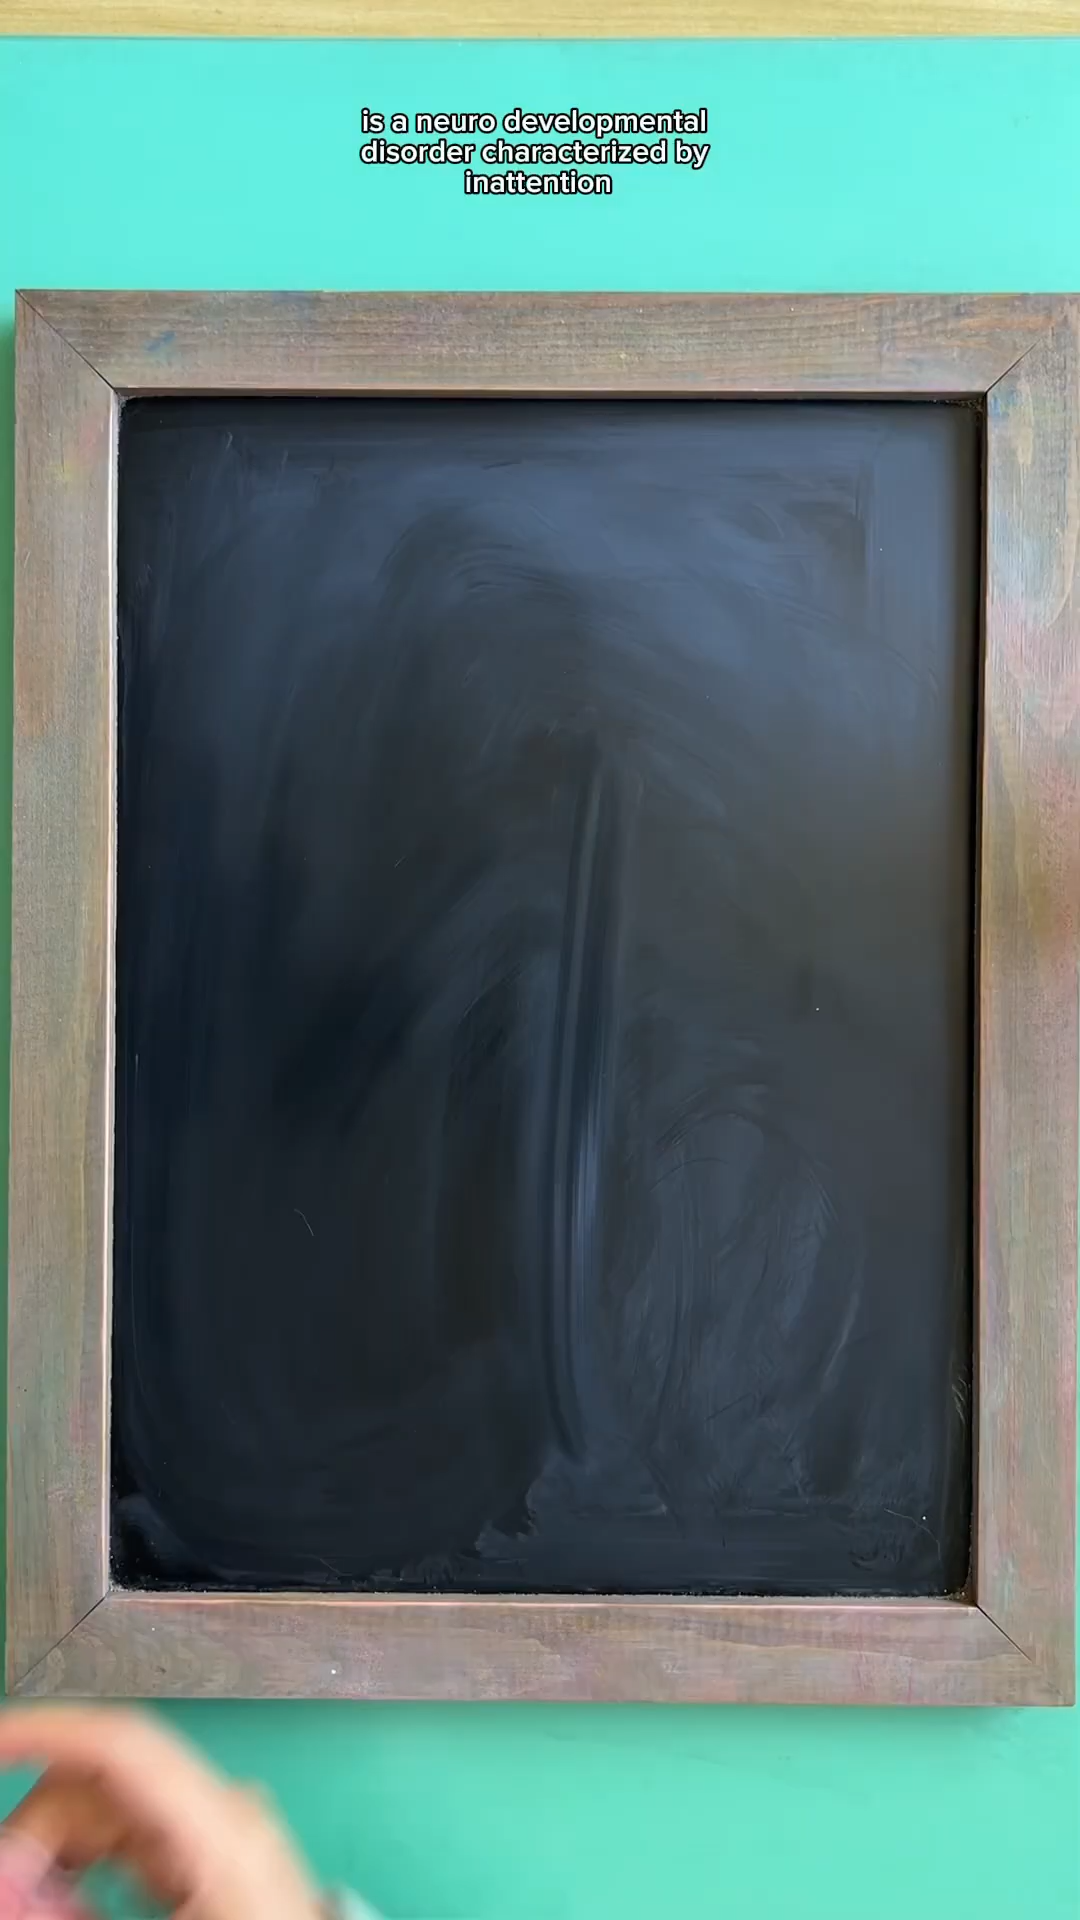 is a neuro developmental
disorder characterized by
inattention